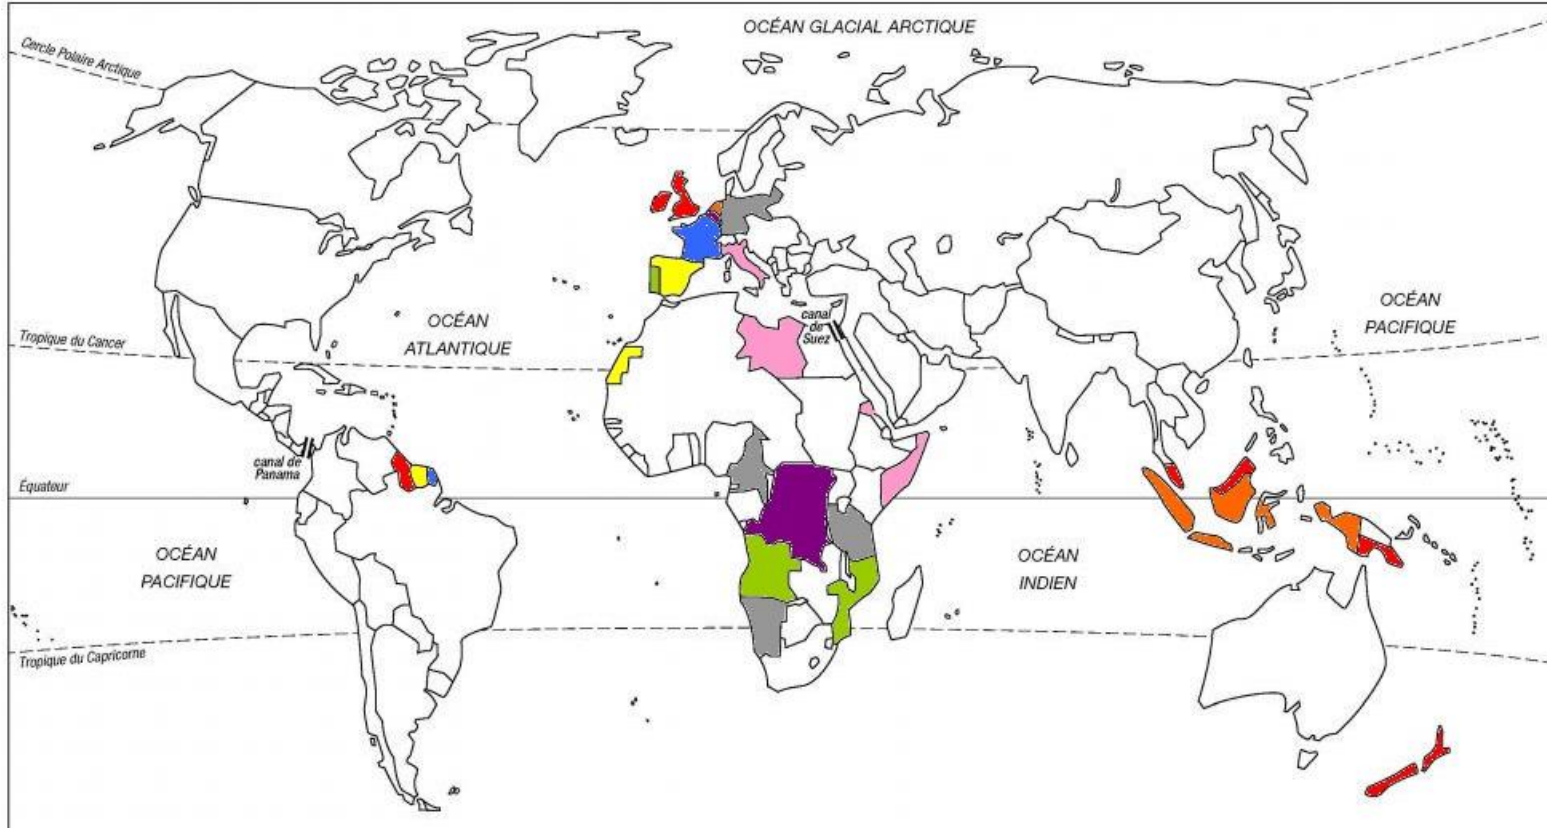 OCÉAN GLACIAL ARCTIQUE
Cercle Polaire Arctique
OCÉAN
ATLANTIQUE
OCÉAN
PACIFIQUE
canal
de
Suez
Tropique du Cancer
canal de
Panama
Équateur
OCÉAN
PACIFIQUE
OCÉAN
INDIEN
Tropique du Capricorne